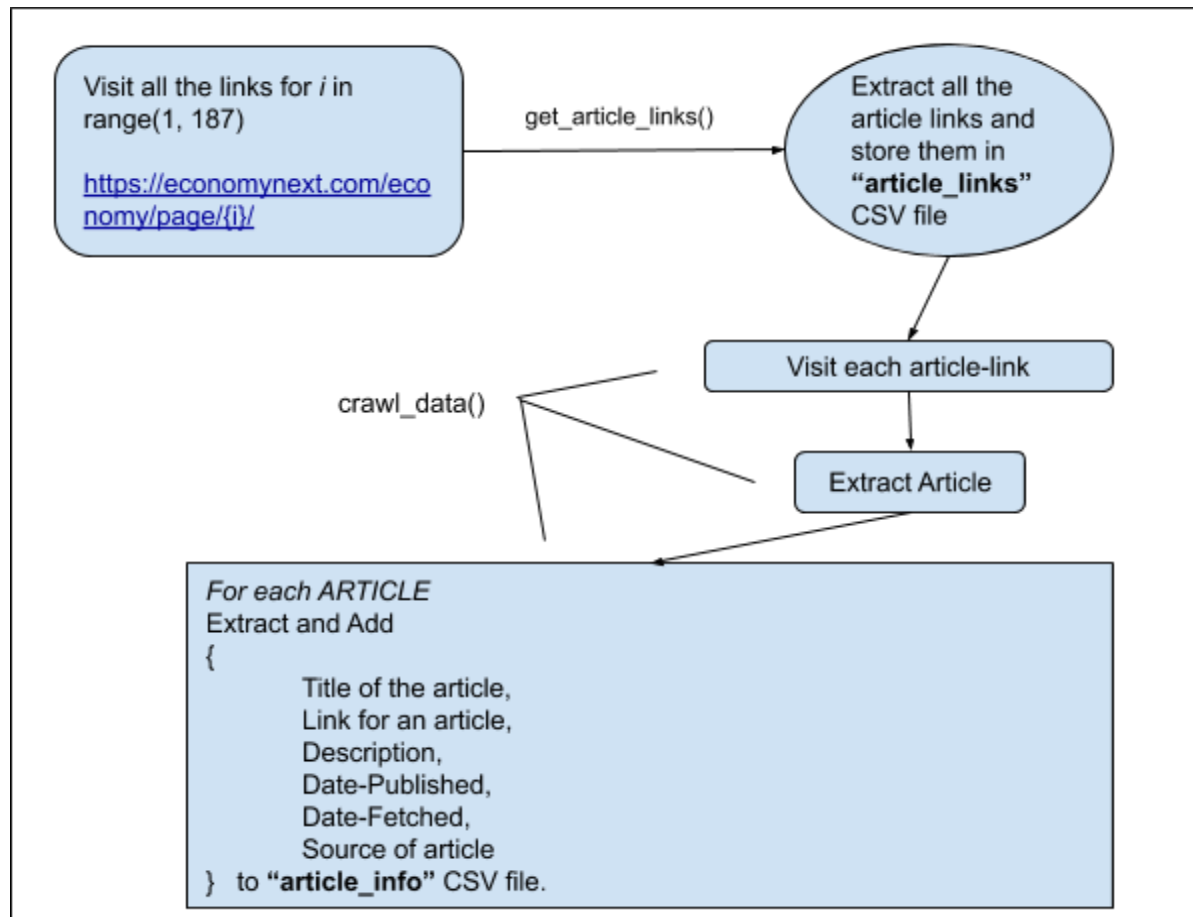 Visit all the links for i in
range(1, 187)
https://economynext.com/eco
nomy/page/{i}/
get_article_links()
Extract all the
article links and
store them in
“article_links”
CSV file
Visit each article-link
crawl_data()
Extract Article
For each ARTICLE
Extract and Add
{
Title of the article,
Link for an article,
Description,
Date-Published,
Date-Fetched,
Source of article
} to “article_info” CSV file.